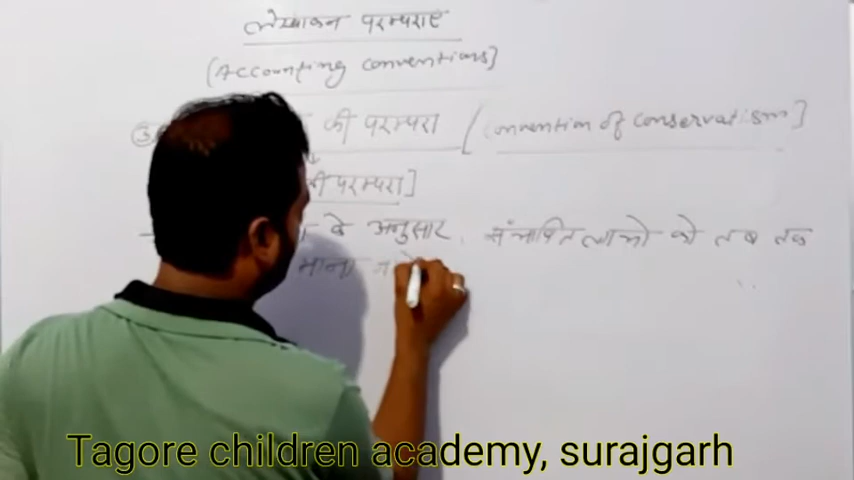 लेखांकन परम्पराएं
(Accounting conventions]
③ की परम्परा [Convention of conservatism]
की परम्परा]
के अनुसार, संभावित लाभो को तब तक
माना
Tagore children academy, surajgarh